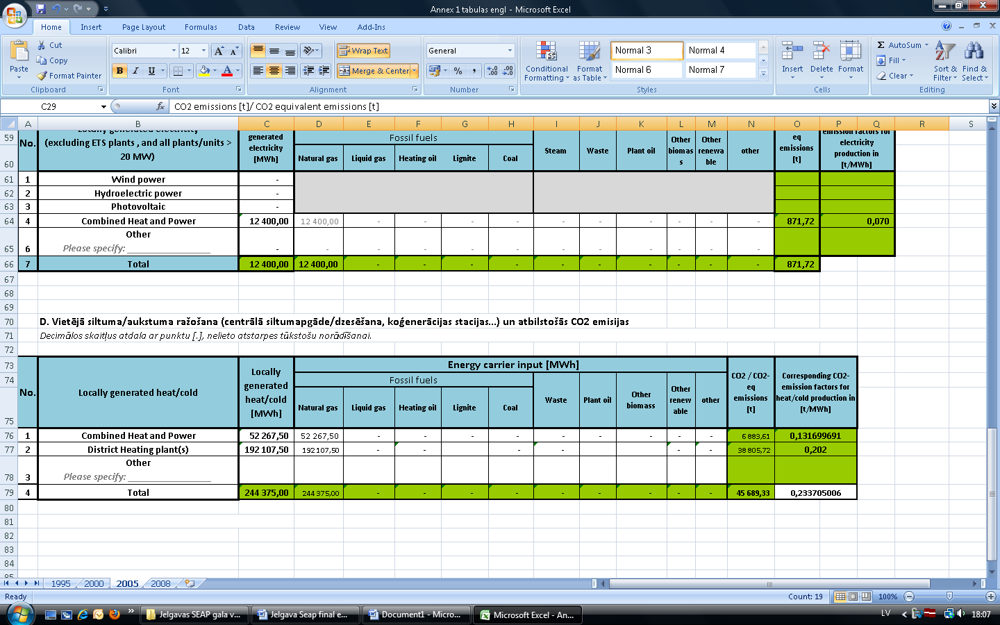 Annex 1 tabulas engl - Microsoft Excel
Home Insert Page Layout Formulas Data Review View Add-Ins
Paste Cut Copy Format Painter
Calibri 12 B I U
Wrap Text Merge & Center
General % ,
Conditional Formatting Format as Table
Normal 3 Normal 4
Normal 6 Normal 7
Insert Delete Format
Σ AutoSum Fill Clear Sort & Filter Find & Select
Clipboard Font Alignment Number Styles Cells Editing
C29 fx CO2 emissions [t]/ CO2 equivalent emissions [t]
A B C D E F G H I J K L M N O P Q R S
59
60
No.
(excluding ETS plants , and all plants/units > 20 MW)
generated electricity [MWh]
Fossil fuels
Natural gas Liquid gas Heating oil Lignite Coal
Steam Waste Plant oil Other biomass Other renewable other
eq emissions [t]
emission factors for electricity production in [t/MWh]
61 1 Wind power -
62 2 Hydroelectric power -
63 3 Photovoltaic -
64 4 Combined Heat and Power 12 400,00 12 400,00 - - - - - - - - - - 871,72 0,070
Other
65 6 Please specify: ________________ - - - - - - - - - - - -
66 7 Total 12 400,00 12 400,00 - - - - - - - - - - 871,72
67
68
69
70 D. Vietējā siltuma/aukstuma ražošana (centrālā siltumapgāde/dzesēšana, koģenerācijas stacijas...) un atbilstošās CO2 emisijas
71 Decimālos skaitļus atdala ar punktu [.], nelieto atstarpes tūkstošu norādīšanai.
72
73
74
75
No.
Locally generated heat/cold
Locally generated heat/cold [MWh]
Energy carrier input [MWh]
Fossil fuels
Natural gas Liquid gas Heating oil Lignite Coal
Waste Plant oil Other biomass Other renewable other
CO2 / CO2-eq emissions [t]
Corresponding CO2-emission factors for heat/cold production in [t/MWh]
76 1 Combined Heat and Power 52 267,50 52 267,50 - - - - - - - - - 6 883,61 0,131699691
77 2 District Heating plant(s) 192 107,50 192 107,50 - - - - - - 38 805,72 0,202
Other
78 3 Please specify: ________________
79 4 Total 244 375,00 244 375,00 - - - - - - - - - 45 689,33 0,233705006
80
81
82
83
84
85
1995 2000 2005 2008
Ready Count: 19 100%
Jelgavas SEAP gala v... Jelgava Seap final e... Document1 - Micro... Microsoft Excel - An... LV 18:07